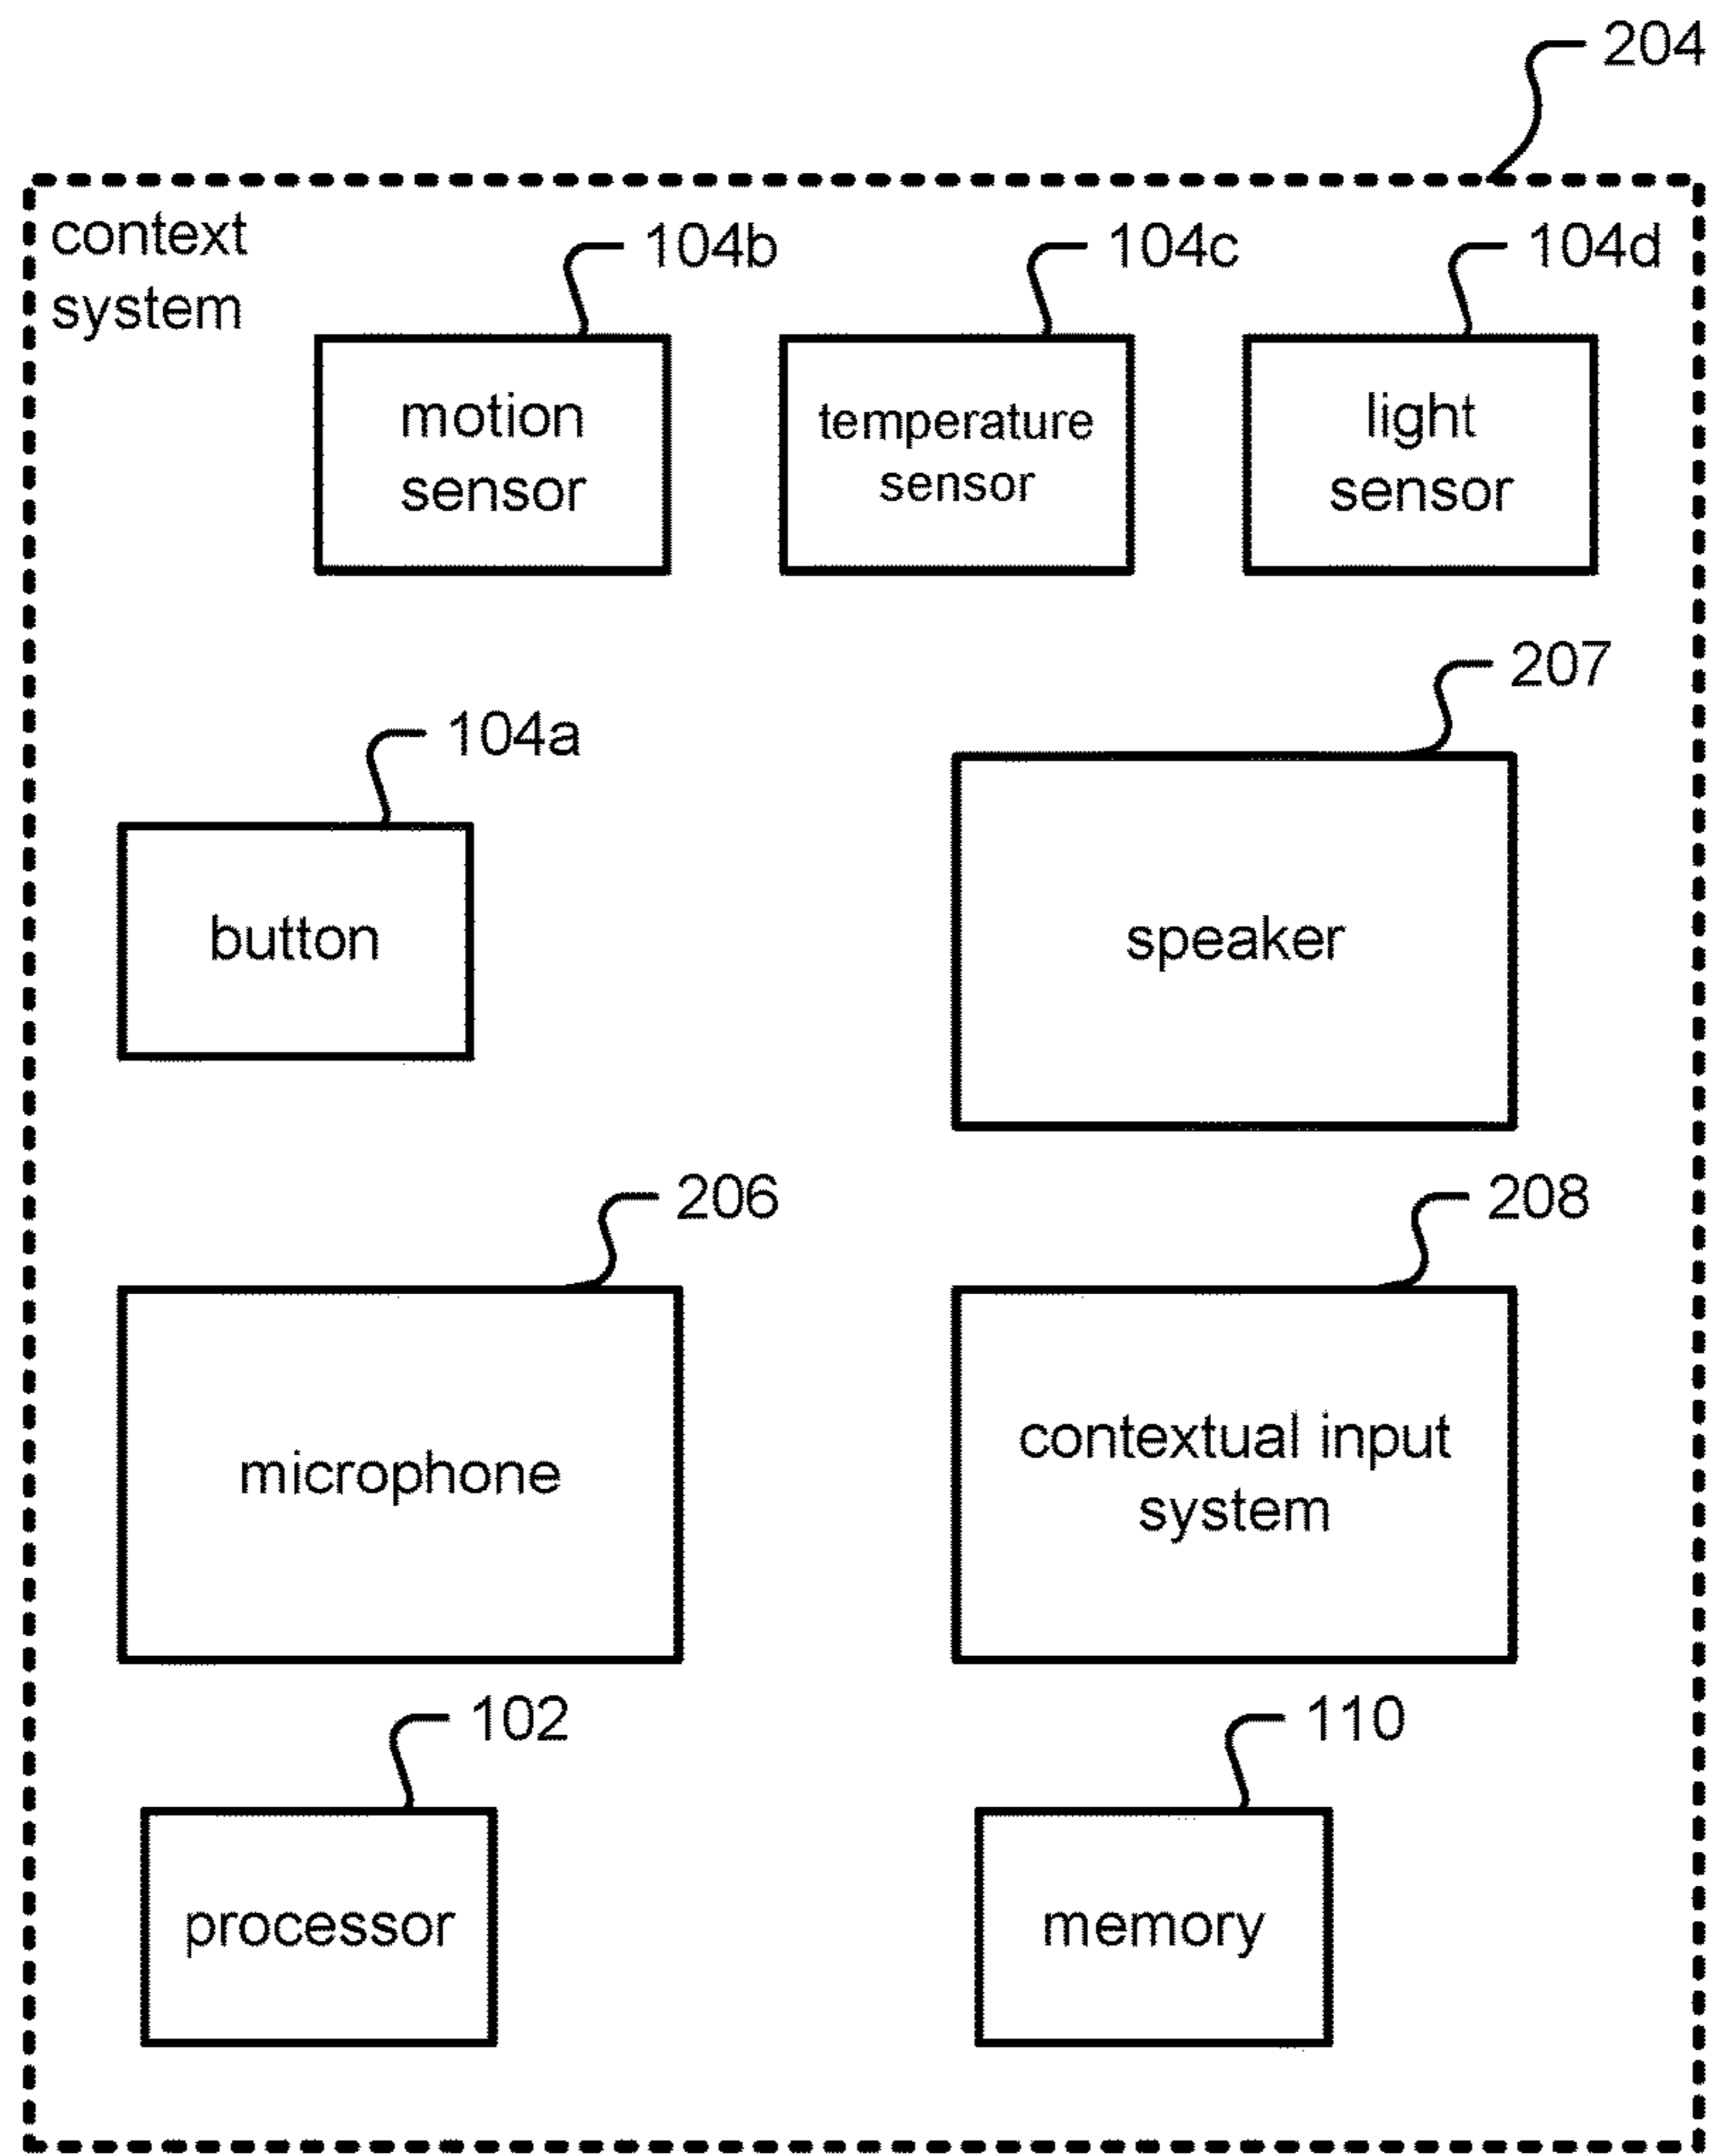 204
context
system
104b
104c
104d
motion
sensor
temperature
sensor
light
sensor
207
104a
button
speaker
206
208
microphone
contextual input
system
102
110
processor
memory